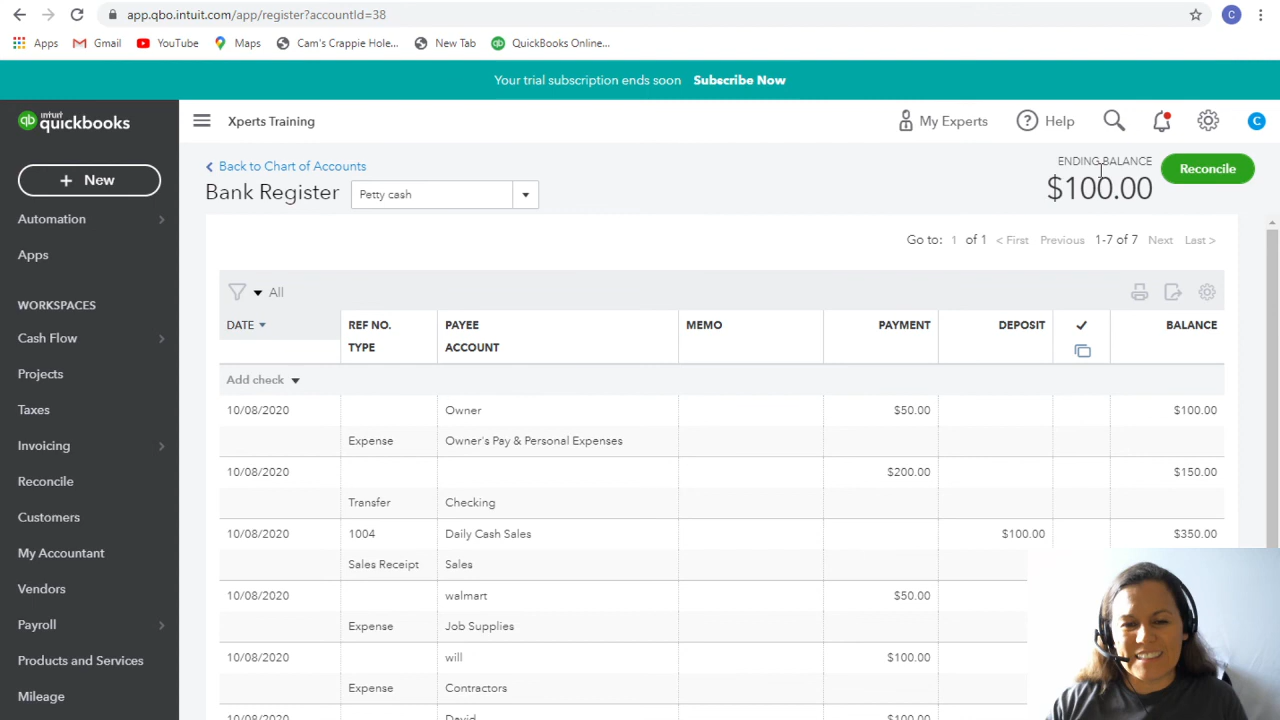 app.qbo.intuit.com/app/register?accountId=38
C
Apps Gmail YouTube Maps Cam's Crappie Hole... New Tab QuickBooks Online...
Your trial subscription ends soon Subscribe Now
intuit quickbooks
Xperts Training
My Experts
Help
C
+ New
Automation
Apps
WORKSPACES
Cash Flow
Projects
Taxes
Invoicing
Reconcile
Customers
My Accountant
Vendors
Payroll
Products and Services
Mileage
Back to Chart of Accounts
Bank Register Petty cash
ENDING BALANCE
$100.00
Reconcile
Go to: 1 of 1 < First Previous 1-7 of 7 Next Last >
All
DATE REF NO. PAYEE MEMO PAYMENT DEPOSIT ✓ BALANCE
TYPE ACCOUNT
Add check
10/08/2020 Owner $50.00 $100.00
Expense Owner's Pay & Personal Expenses
10/08/2020 $200.00 $150.00
Transfer Checking
10/08/2020 1004 Daily Cash Sales $100.00 $350.00
Sales Receipt Sales
10/08/2020 walmart $50.00
Expense Job Supplies
10/08/2020 will $100.00
Expense Contractors
10/08/2020 David $100.00